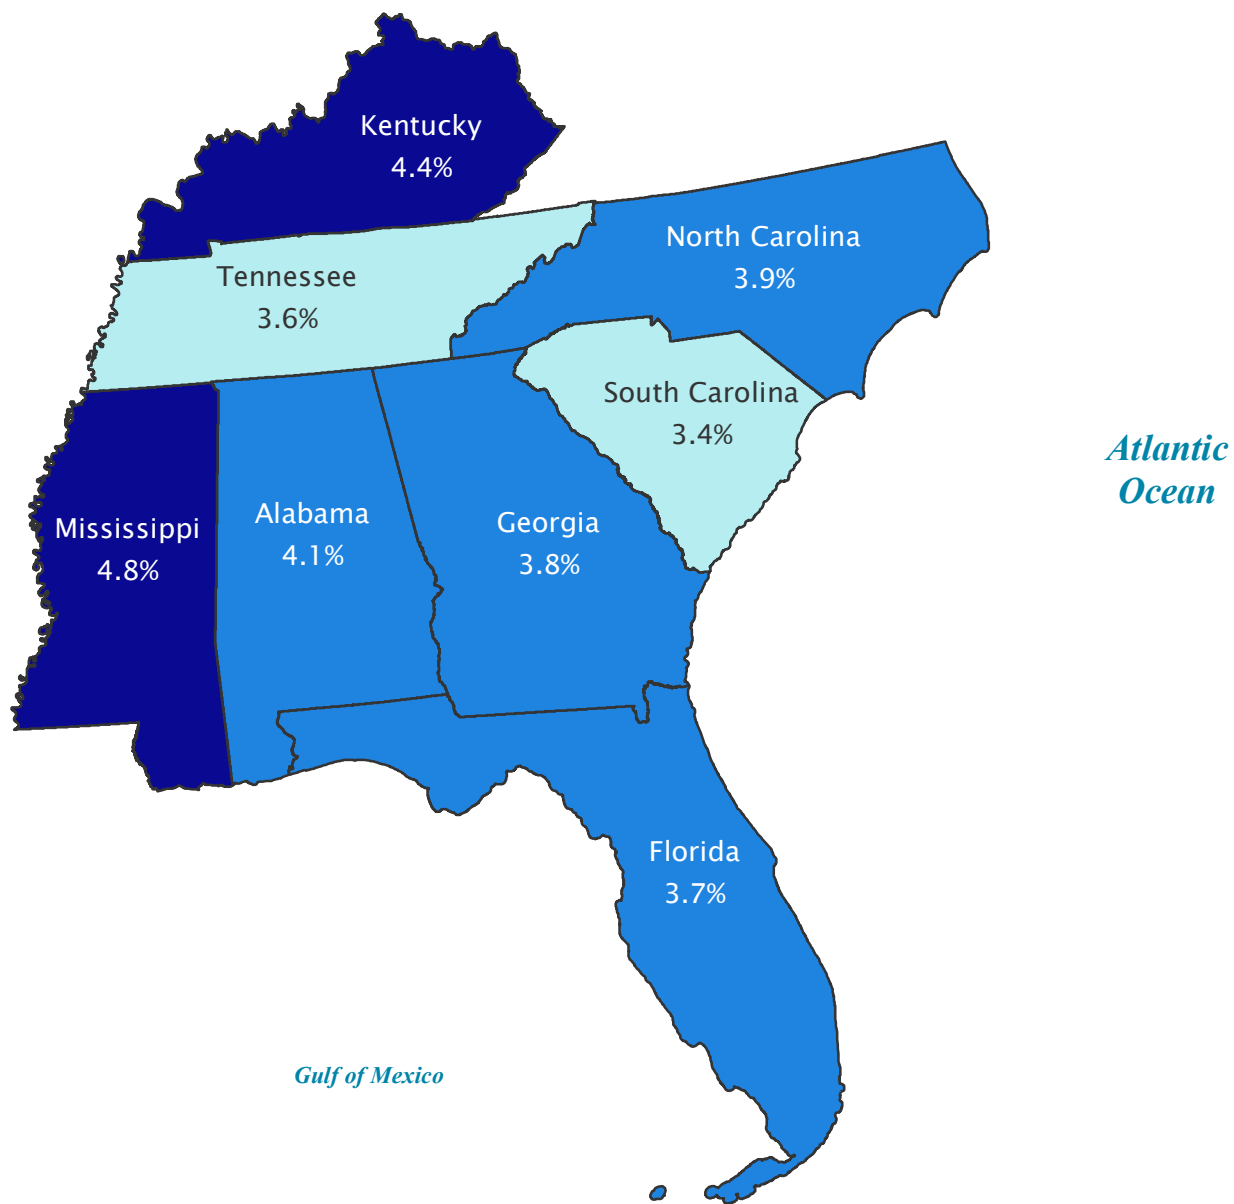 Kentucky
4.4%
North Carolina
3.9%
Tennessee
3.6%
South Carolina
3.4%
Atlantic
Ocean
Mississippi
4.8%
Alabama
4.1%
Georgia
3.8%
Florida
3.7%
Gulf of Mexico